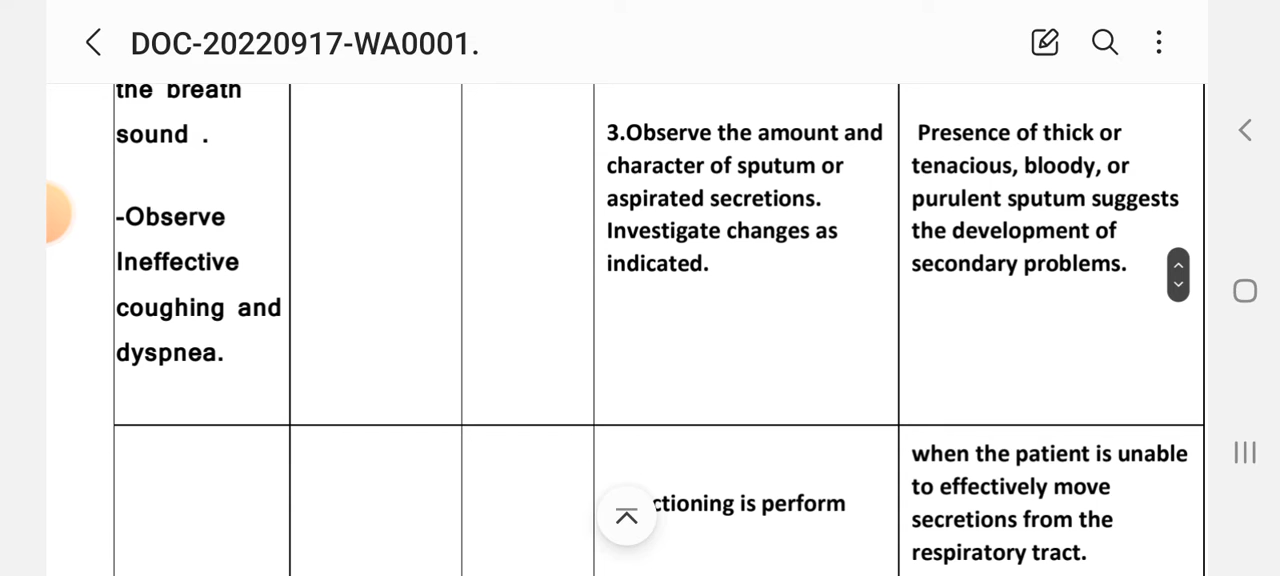 DOC-20220917-WA0001.
the breath
sound .
-Observe
Ineffective
coughing and
dyspnea.
3.Observe the amount and
character of sputum or
aspirated secretions.
Investigate changes as
indicated.
Presence of thick or
tenacious, bloody, or
purulent sputum suggests
the development of
secondary problems.
is perform
when the patient is unable
to effectively move
secretions from the
respiratory tract.